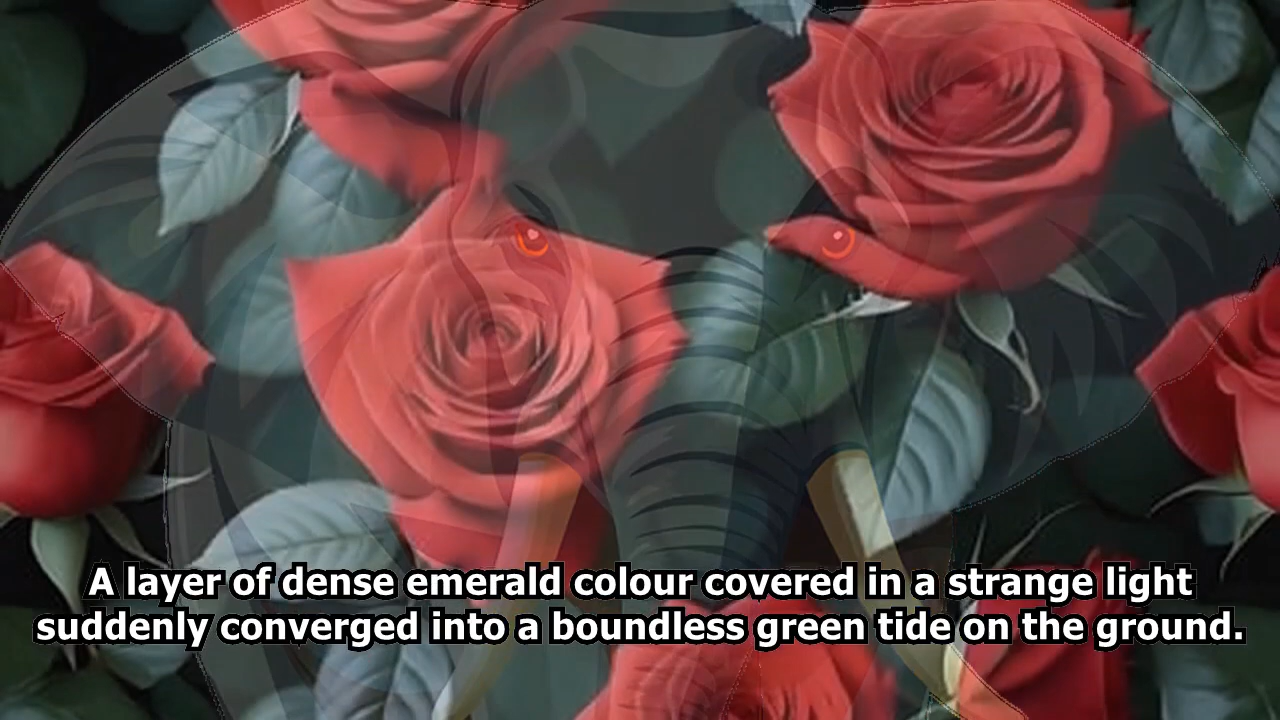 A layer of dense emerald colour covered in a strange light
suddenly converged into a boundless green tide on the ground.